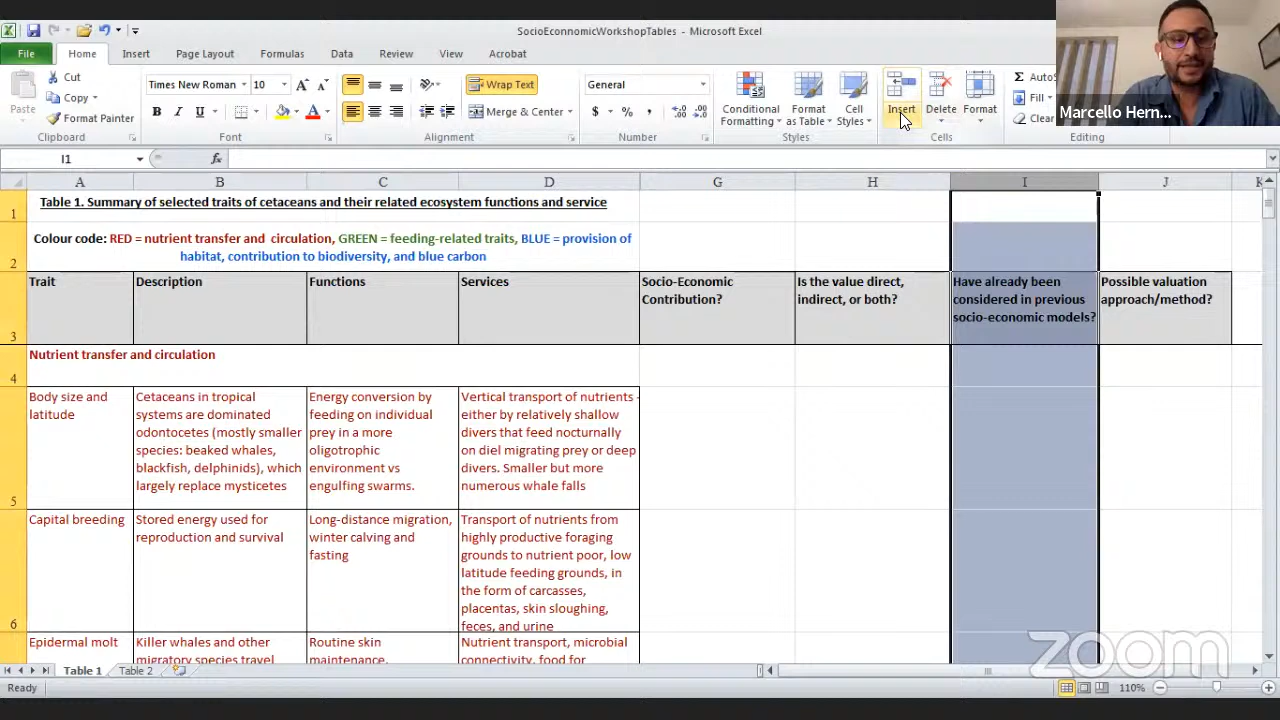 SocioEconnomicWorkshopTables - Microsoft Excel
File Home Insert Page Layout Formulas Data Review View Acrobat
Paste
Cut
Copy
Format Painter
Clipboard
Times New Roman 10
B I U
Font
Wrap Text
Merge & Center
Alignment
General
$ % ,
Number
Conditional Formatting
Format as Table
Cell Styles
Styles
Insert
Delete
Format
Cells
Fill
Clear
Editing
Marcello Hern...
I1 fx
A B C D G H I J
1 Table 1. Summary of selected traits of cetaceans and their related ecosystem functions and service
2 Colour code: RED = nutrient transfer and circulation, GREEN = feeding-related traits, BLUE = provision of
habitat, contribution to biodiversity, and blue carbon
3
Trait
Description
Functions
Services
Socio-Economic
Contribution?
Is the value direct,
indirect, or both?
Have already been
considered in previous
socio-economic models?
Possible valuation
approach/method?
4 Nutrient transfer and circulation
5
Body size and
latitude
Cetaceans in tropical
systems are dominated
odontocetes (mostly smaller
species: beaked whales,
blackfish, delphinids), which
largely replace mysticetes
Energy conversion by
feeding on individual
prey in a more
oligotrophic
environment vs
engulfing swarms.
Vertical transport of nutrients -
either by relatively shallow
divers that feed nocturnally
on diel migrating prey or deep
divers. Smaller but more
numerous whale falls
6
Capital breeding
Stored energy used for
reproduction and survival
Long-distance migration,
winter calving and
fasting
Transport of nutrients from
highly productive foraging
grounds to nutrient poor, low
latitude feeding grounds, in
the form of carcasses,
placentas, skin sloughing,
feces, and urine
Epidermal molt
Killer whales and other
migratory species travel
Routine skin
maintenance.
Nutrient transport, microbial
connectivity, food for
zoom
Table 1 Table 2
Ready
110%